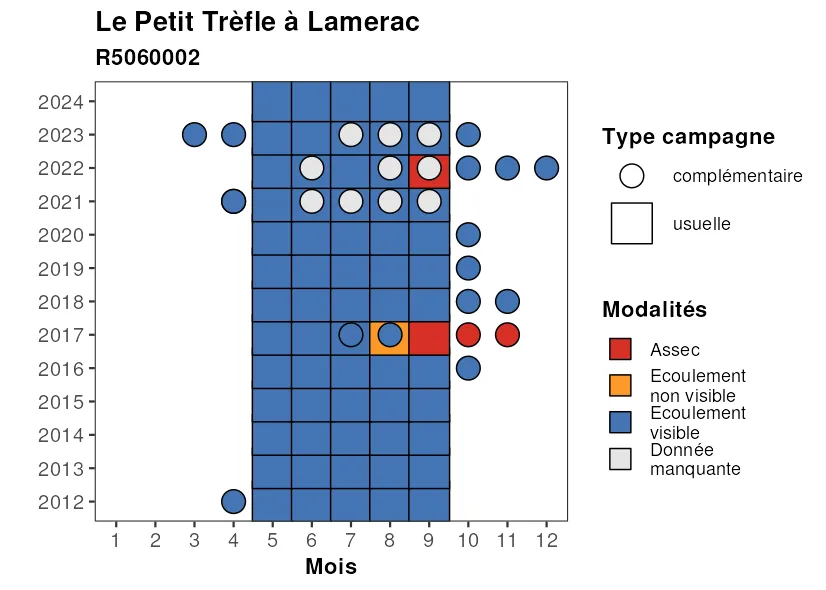 Le Petit Trèfle à Lamerac
R5060002
2024
2023
2022
2021
2020
2019
2018
2017
2016
2015
2014
2013
2012
1 2 3 4 5 6 7 8 9 10 11 12
Mois
Type campagne
complémentaire
usuelle
Modalités
Assec
Ecoulement
non visible
Ecoulement
visible
Donnée
manquante